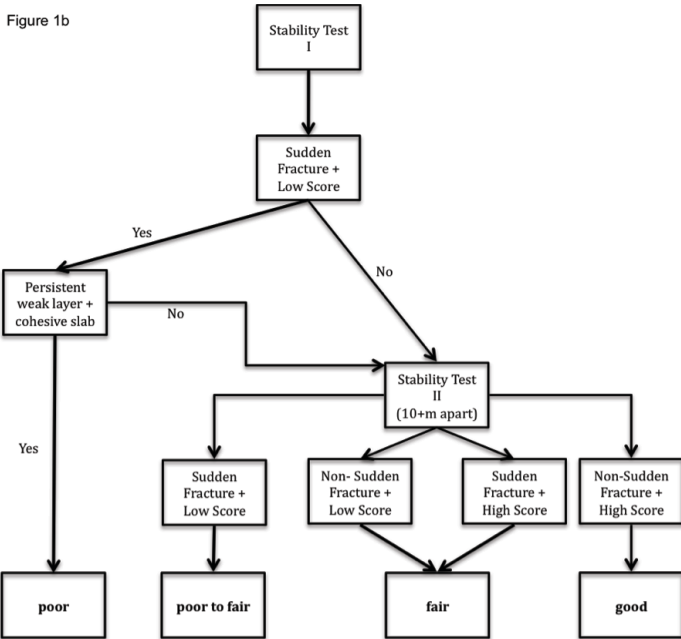 Figure 1b
Stability Test
I
Sudden
Fracture +
Low Score
Yes
No
Persistent
weak layer +
cohesive slab
No
Stability Test
II
(10+m apart)
Yes
Sudden
Fracture +
Low Score
Non- Sudden
Fracture +
Low Score
Sudden
Fracture +
High Score
Non-Sudden
Fracture +
High Score
poor
poor to fair
fair
good